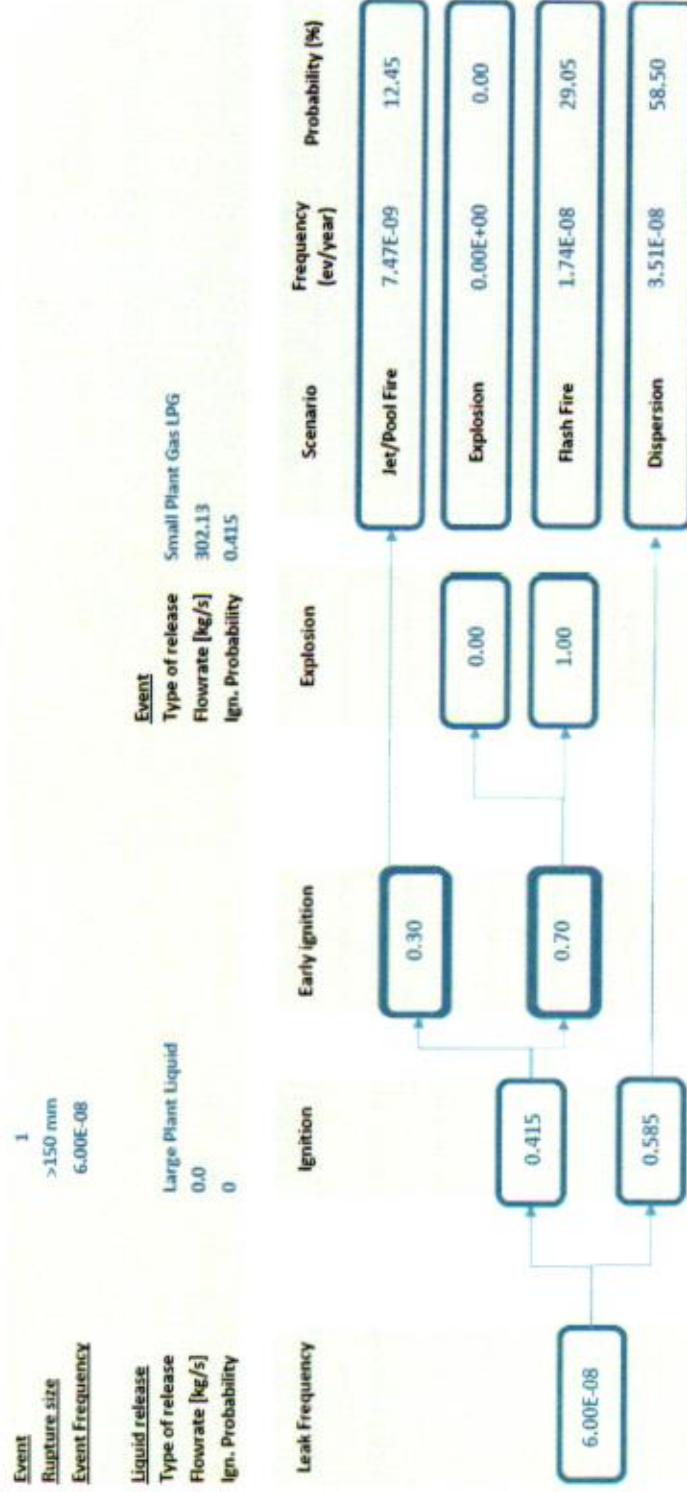 Event 1
Rupture size >150 mm
Event Frequency 6.00E-08
Liquid release
Type of release Large Plant Liquid
Flowrate [kg/s] 0.0
Ign. Probability 0
Event
Type of release Small Plant Gas LPG
Flowrate [kg/s] 302.13
Ign. Probability 0.415
Leak Frequency Ignition Early ignition Explosion Scenario Frequency (ev/year) Probability (%)
Jet/Pool Fire 7.47E-09 12.45
0.30
Explosion 0.00E+00 0.00
0.00
0.415
Flash Fire 1.74E-08 29.05
0.70
1.00
6.00E-08
0.585
Dispersion 3.51E-08 58.50